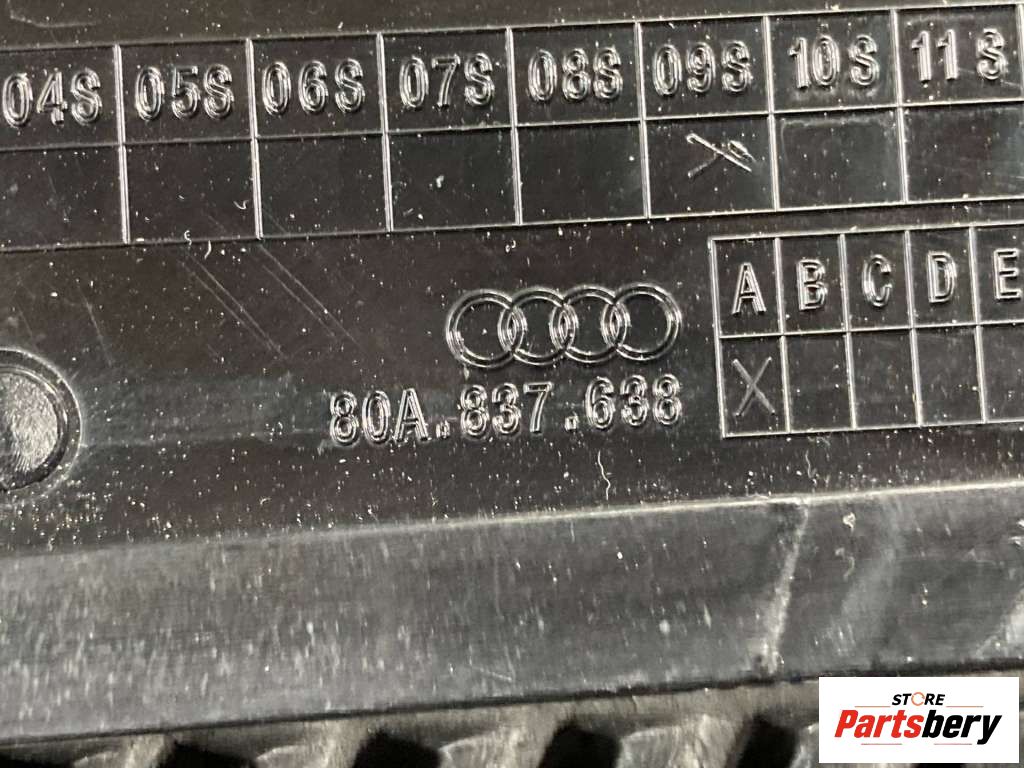 04S 05S 06S 07S 08S 09S 10S 11S
A B C D E
X
80A.837.638
STORE
Partsbery